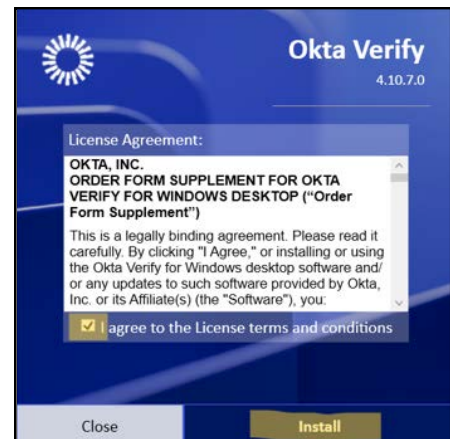 Okta Verify
4.10.7.0
License Agreement:
OKTA, INC.
ORDER FORM SUPPLEMENT FOR OKTA
VERIFY FOR WINDOWS DESKTOP ("Order
Form Supplement")
This is a legally binding agreement. Please read it
carefully. By clicking "I Agree," or installing or using
the Okta Verify for Windows desktop software and/
or any updates to such software provided by Okta,
Inc. or its Affiliate(s) (the "Software"), you:
I agree to the License terms and conditions
Close
Install